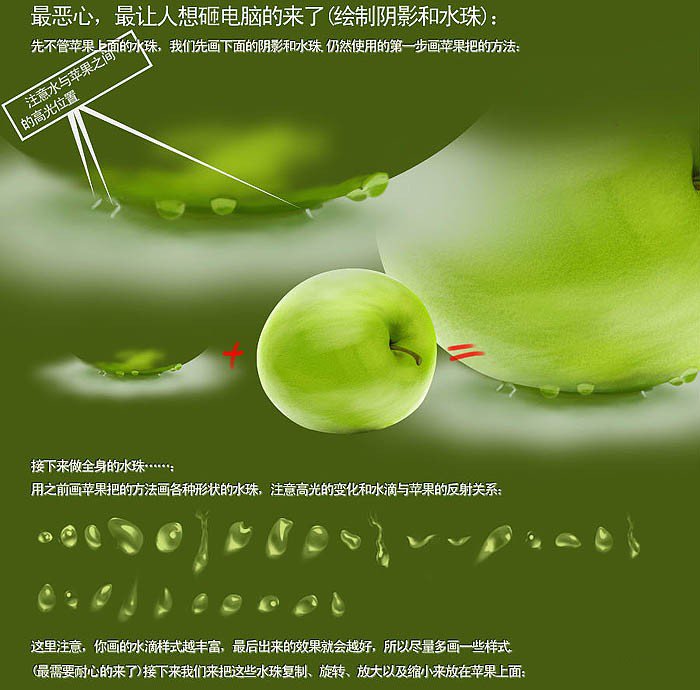 最恶心，最让人想砸电脑的来了(绘制阴影和水珠)：
先不管苹果上面的水珠，我们先画下面的阴影和水珠，仍然使用的第一步画苹果把的方法：
注意水与苹果之间
的高光位置
接下来做全身的水珠……；
用之前画苹果把的方法画各种形状的水珠，注意高光的变化和水滴与苹果的反射关系；
这里注意，你画的水滴样式越丰富，最后出来的效果就会越好，所以尽量多画一些样式．
(最需要耐心的来了)接下来我们来把这些水珠复制、旋转、放大以及缩小来放在苹果上面；